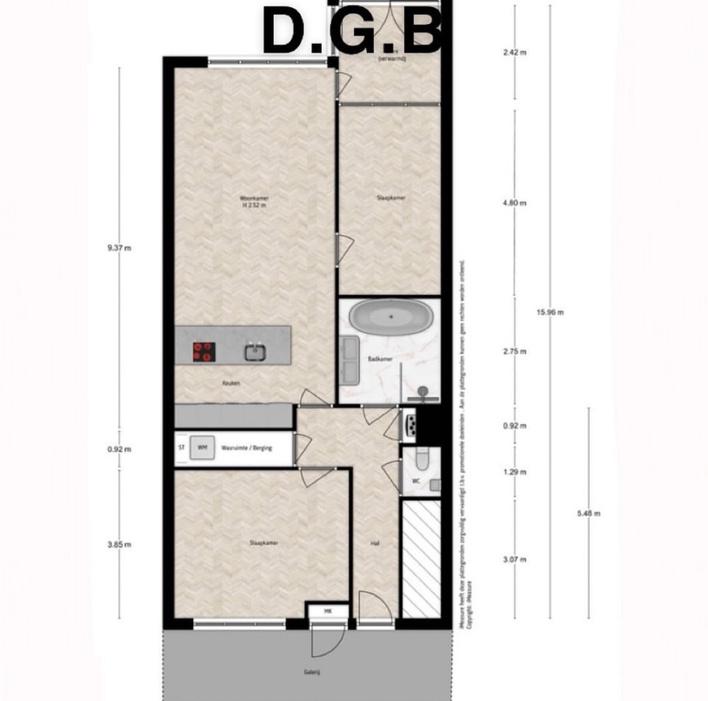 D.G.B
(verwarmd)
2.42 m
Woonkamer
H 2.52 m
Slaapkamer
4.80 m
9.37 m
15.96 m
Badkamer
2.75 m
Keuken
0.92 m
ST
WM
Wasruimte / Berging
0.92 m
1.29 m
WC
5.48 m
Slaapkamer
Hal
3.85 m
3.07 m
MK
Galerij
iMeasure heeft deze plattegronden zorgvuldig vervaardigd t.b.v. promotionele doeleinden . Aan de plattegronden kunnen geen rechten worden ontleend.
Copyright: iMeasure